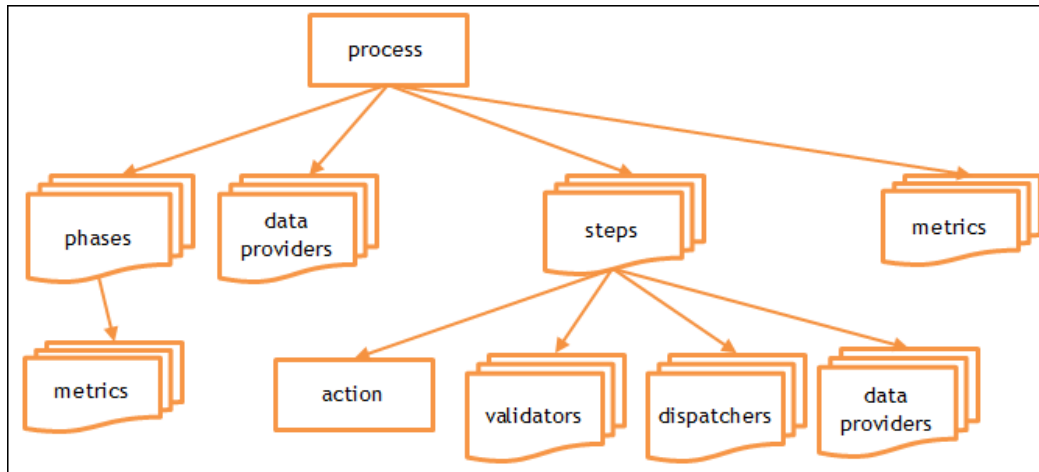 process
phases
data
providers
steps
metrics
metrics
action
validators
dispatchers
data
providers